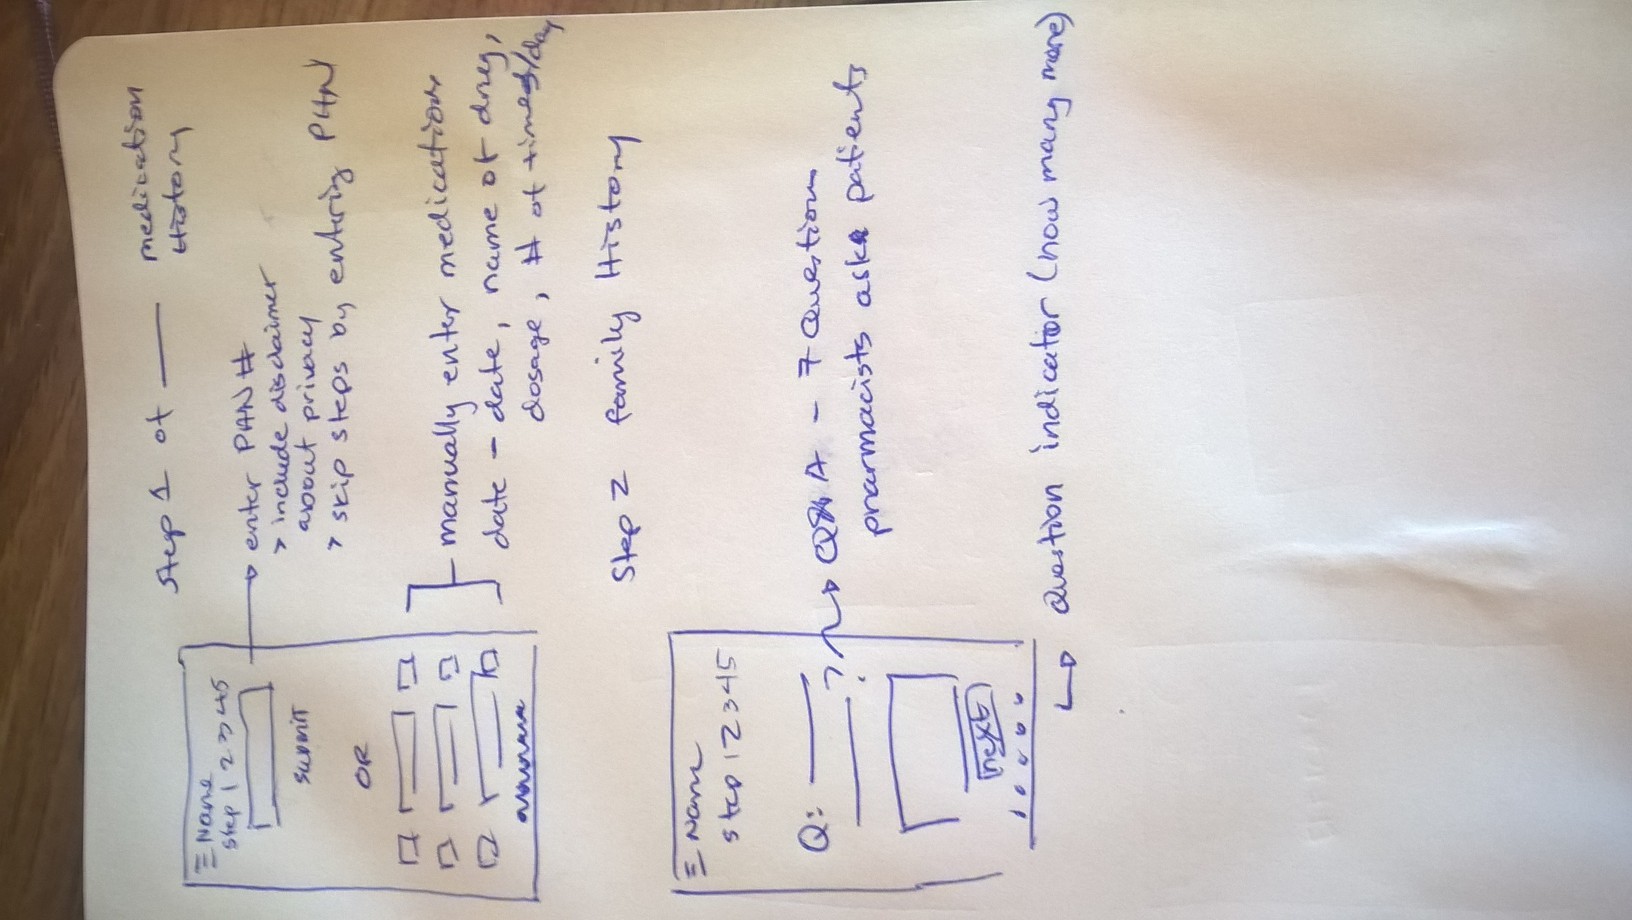 Step 1 of ___ medication
History
Name
Step 1 2 3 4 5
submit
OR
enter PHN #
> include disclaimer
about privacy
> skip steps by entering PHN
manually enter medications
date - date, name of drug,
dosage, # of times/day
Step 2 family History
Name
step 1 2 3 4 5
Q:
?
next
Q&A - 7 Questions
pharmacists ask patients
Question indicator (how many more)